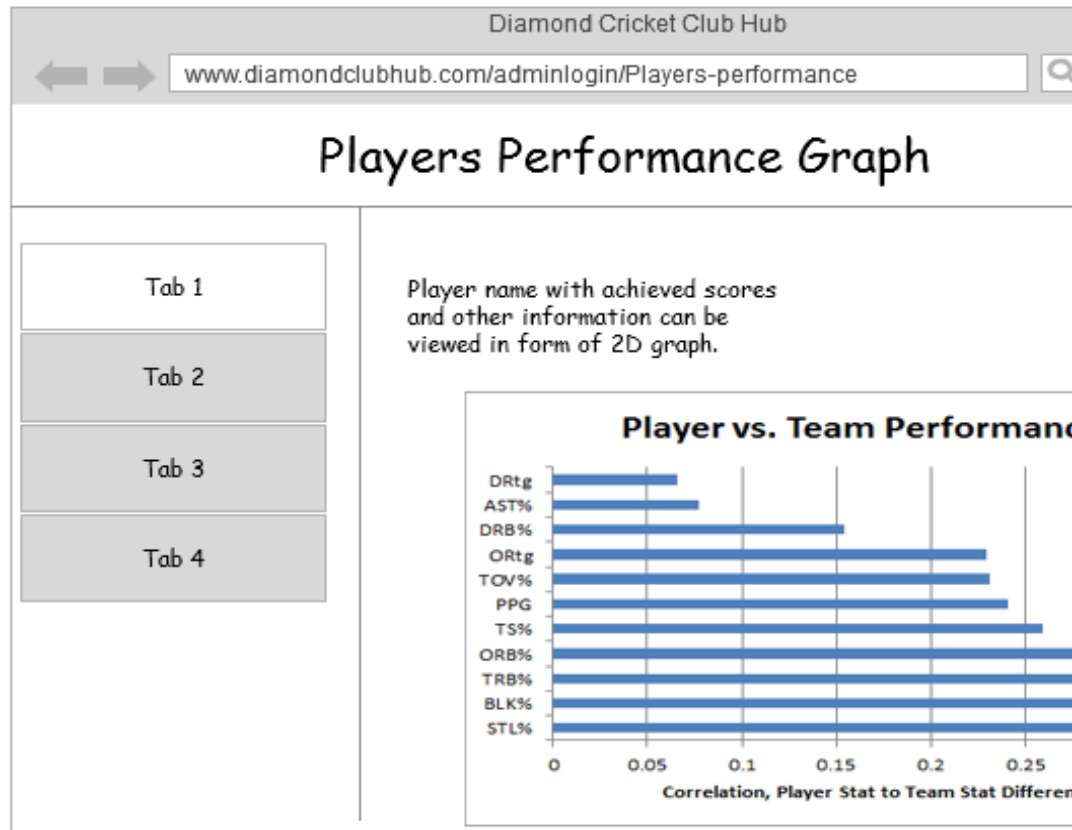 Diamond Cricket Club Hub
www.diamondclubhub.com/adminlogin/Players-performance
Players Performance Graph
Tab 1
Tab 2
Tab 3
Tab 4
Player name with achieved scores
and other information can be
viewed in form of 2D graph.
Player vs. Team Performanc
DRtg
AST%
DRB%
ORtg
TOV%
PPG
TS%
ORB%
TRB%
BLK%
STL%
0 0.05 0.1 0.15 0.2 0.25
Correlation, Player Stat to Team Stat Differen